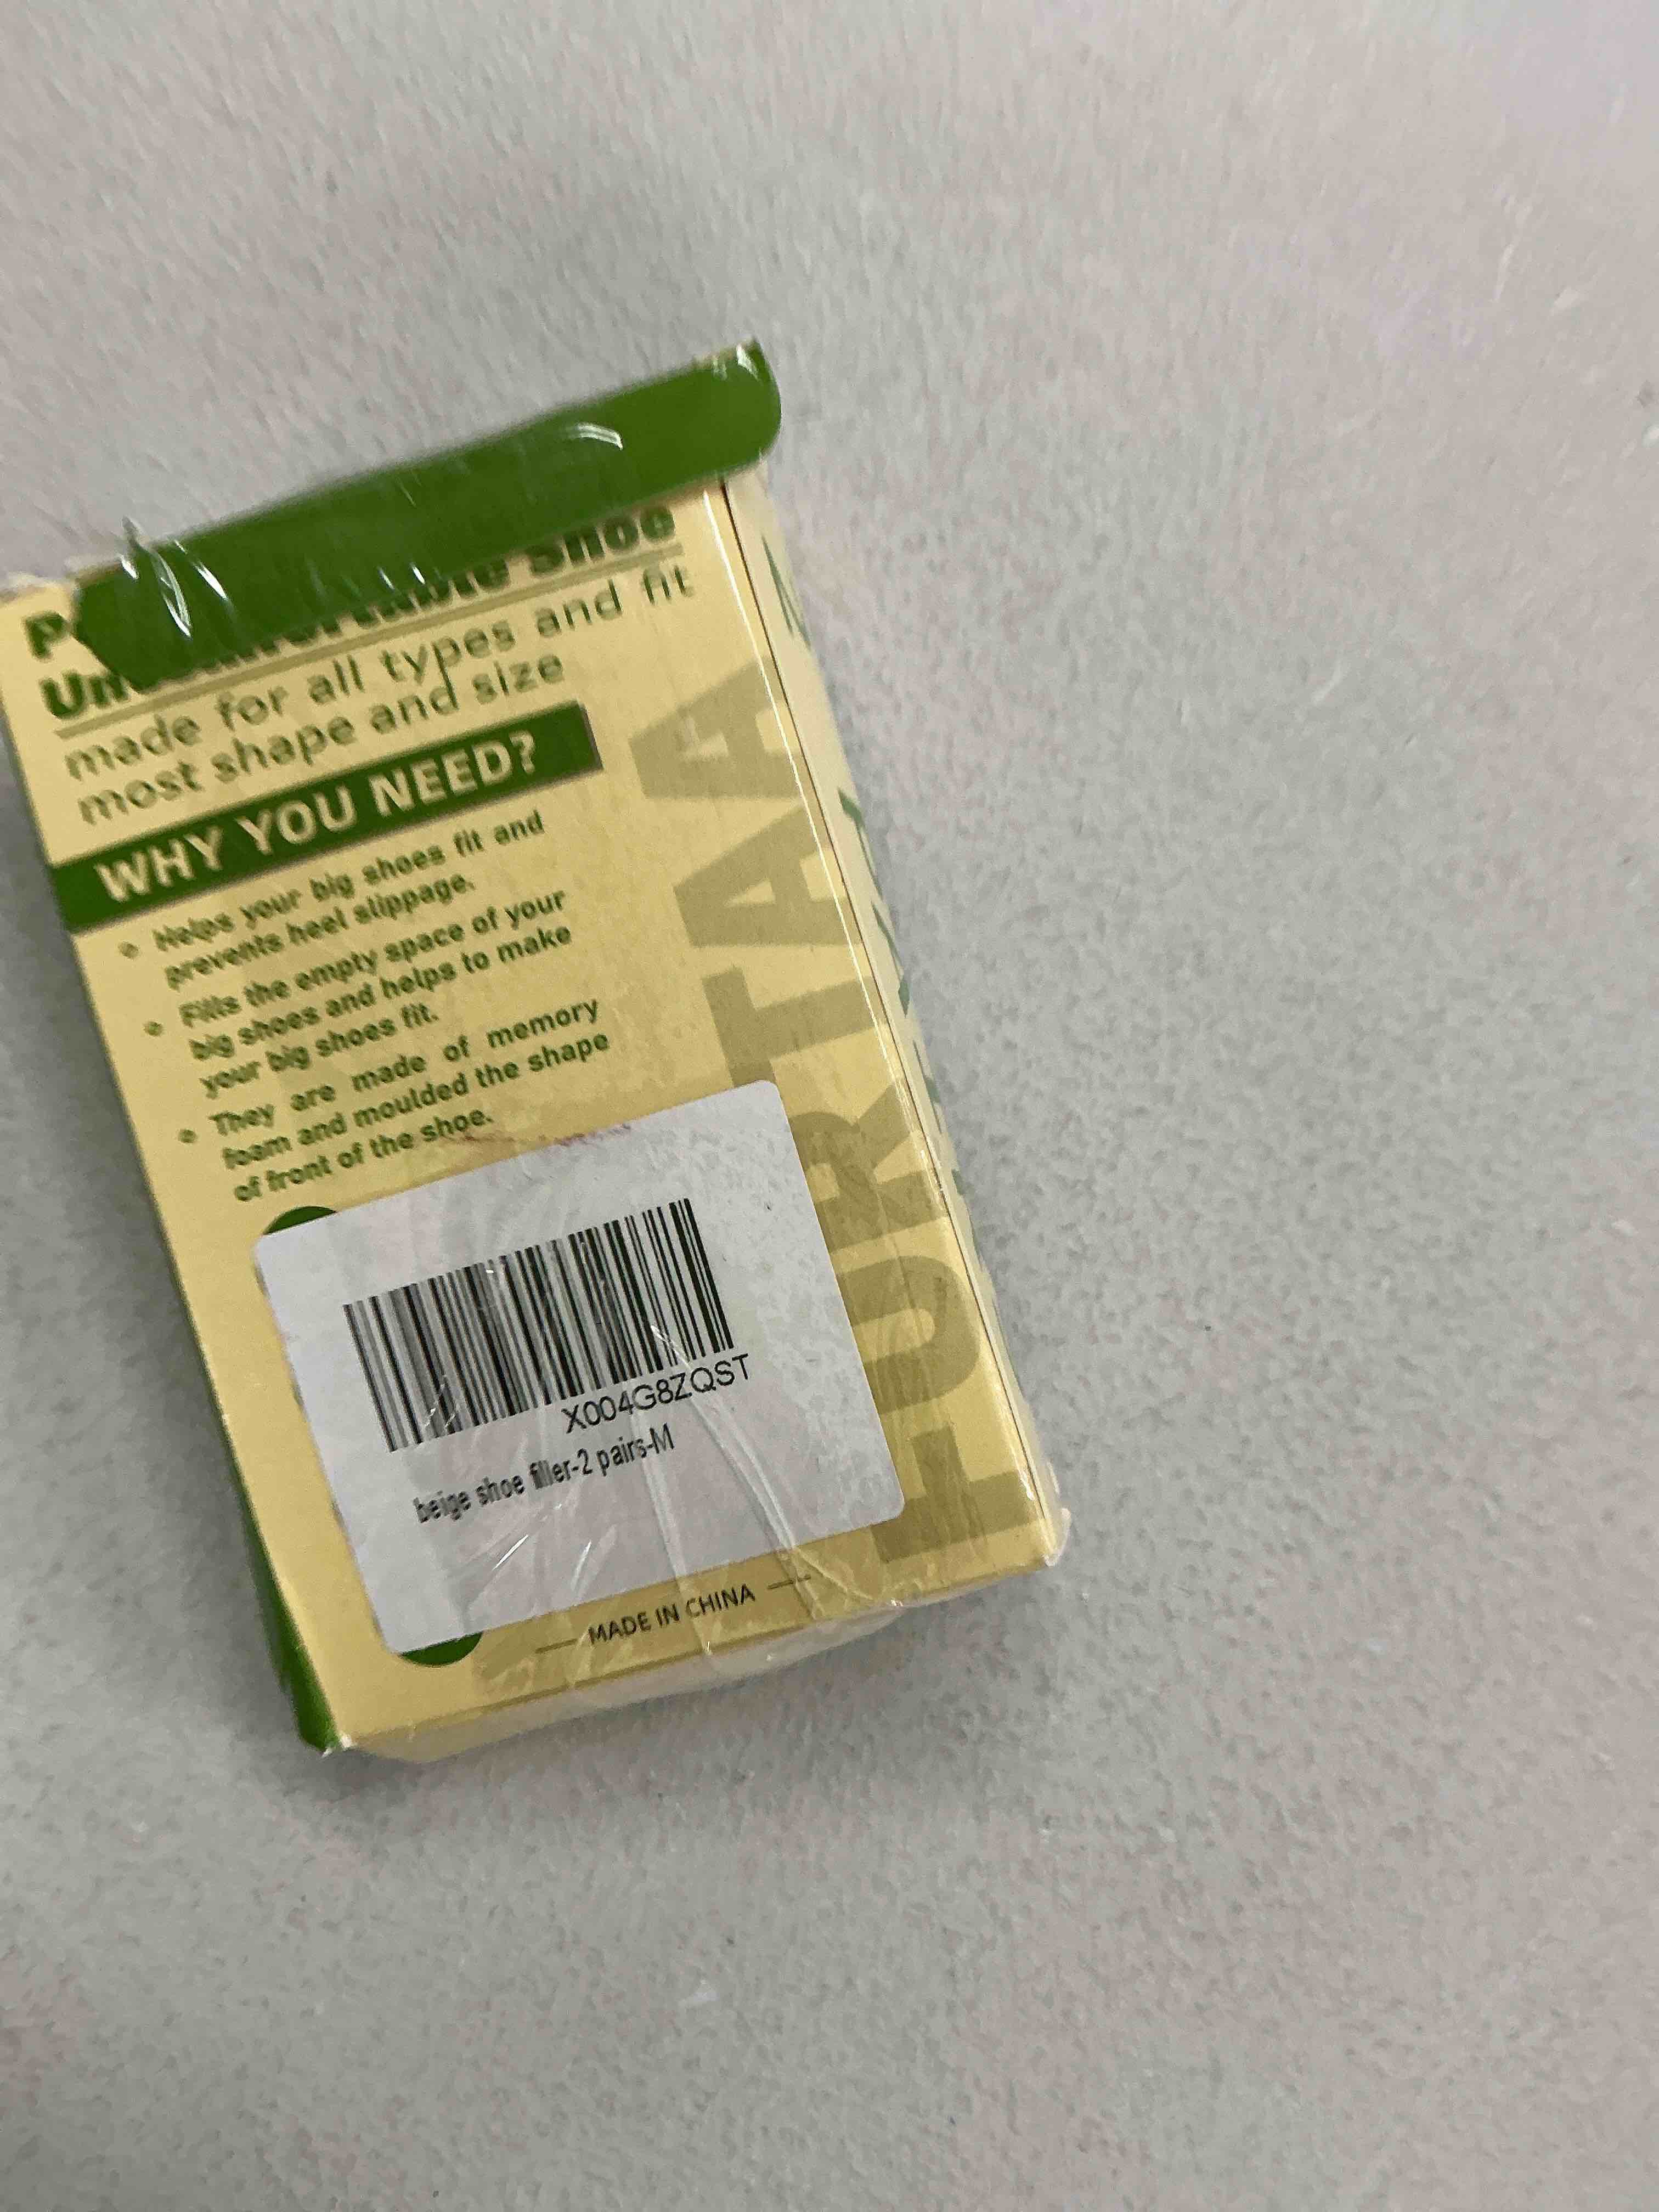 Shoe
made for all types and fit
most shape and size
WHY YOU NEED?
Helps your big shoes fit and
prevents heel slippage.
Fills the empty space of your
big shoes and helps to make
your big shoes fit.
They are made of memory
foam and moulded the shape
of front of the shoe.
FURTAA
X004G8ZQST
beige shoe filler-2 pairs-M
MADE IN CHINA